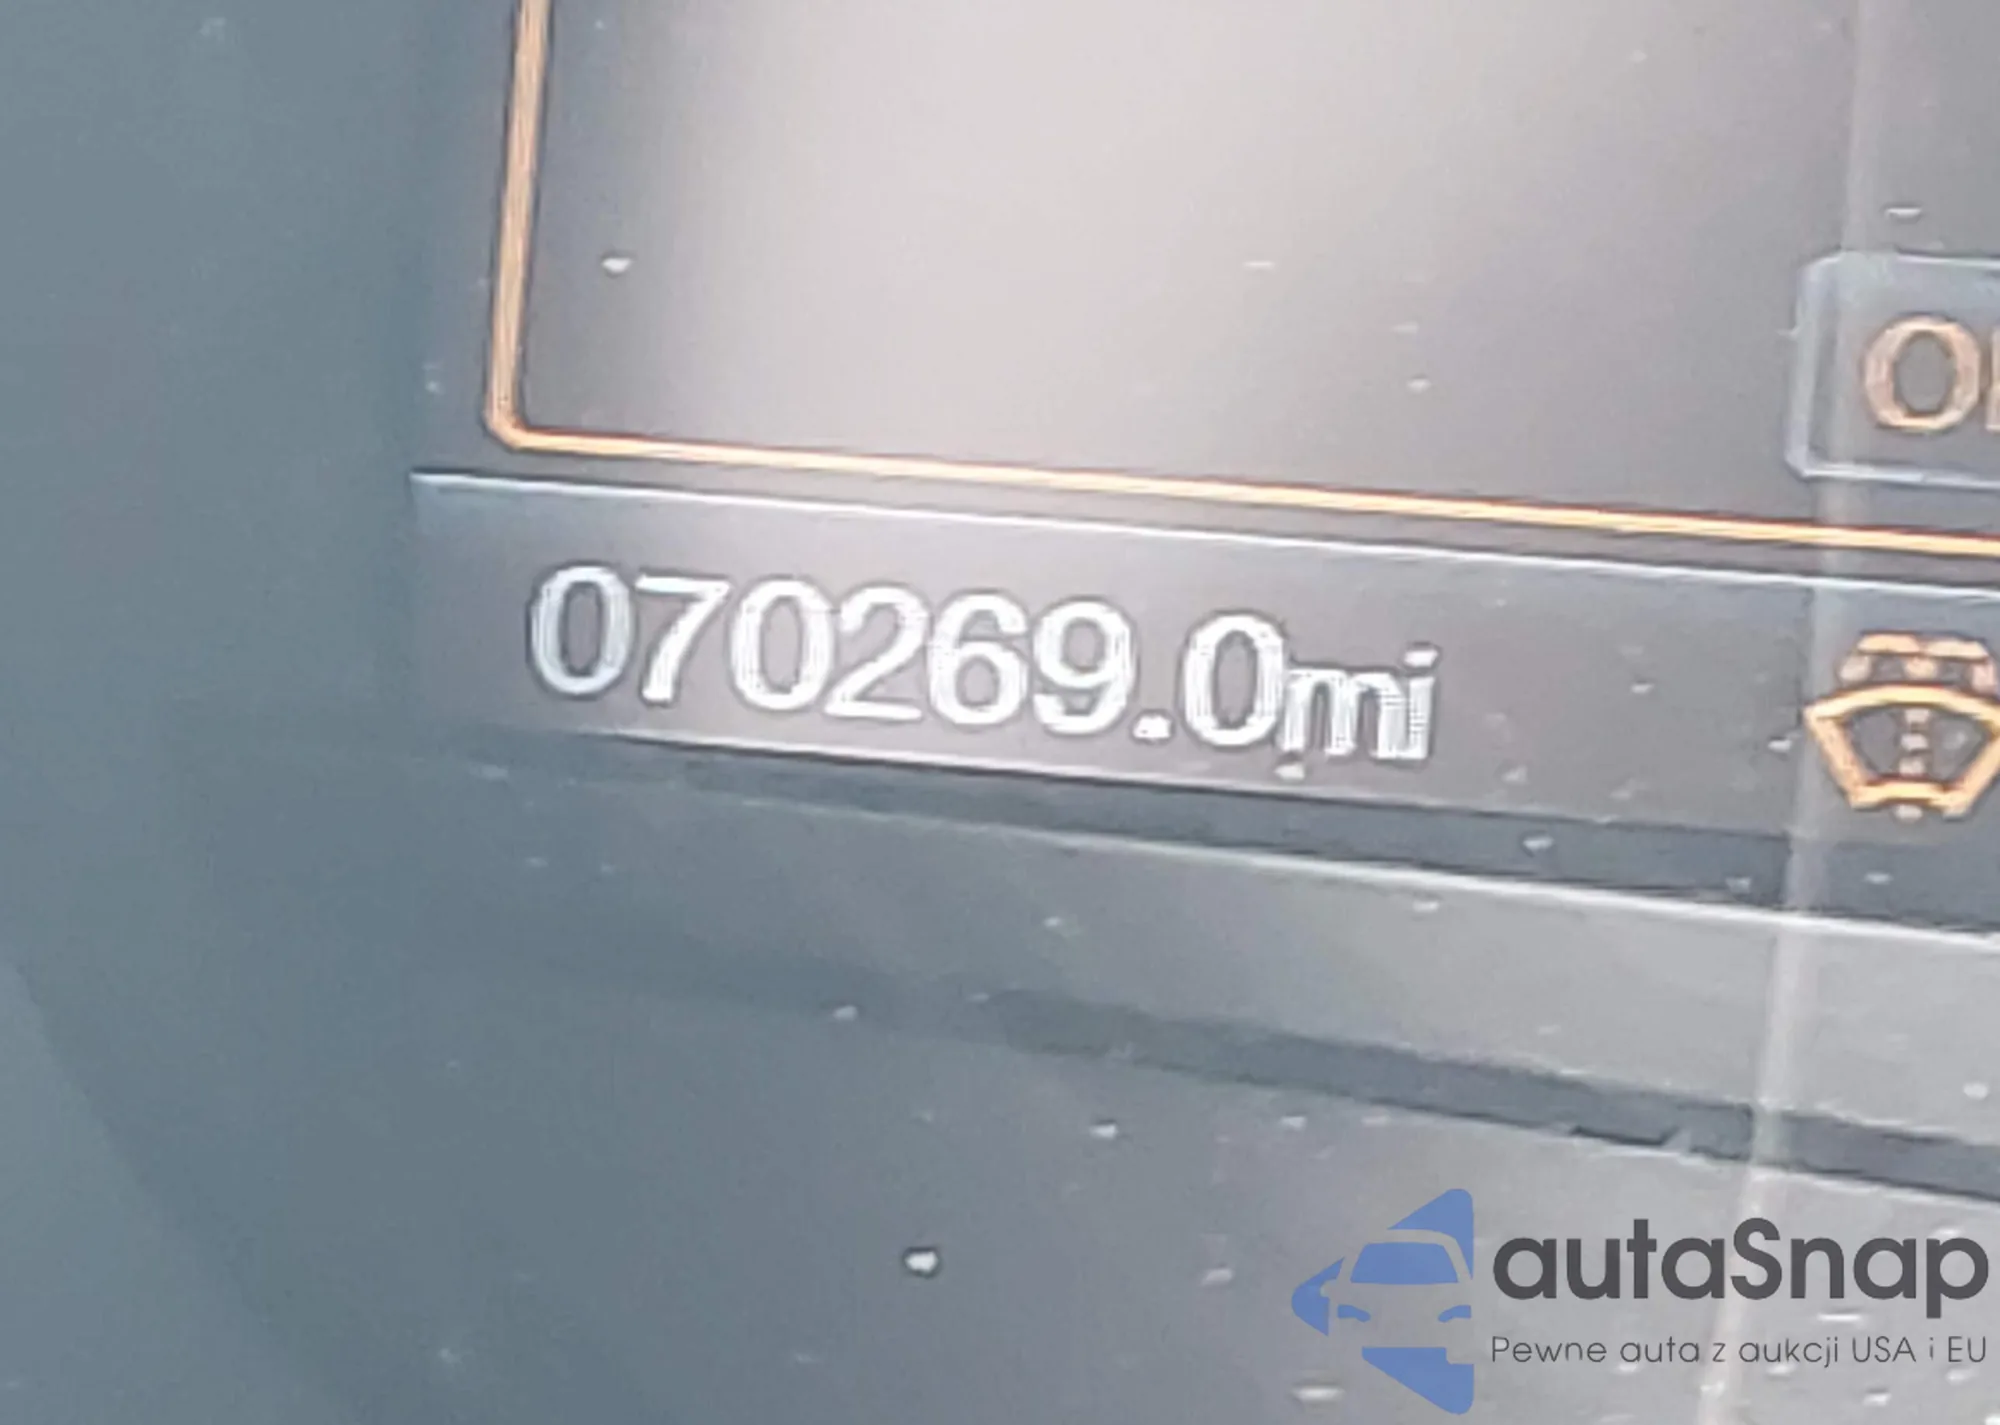 070269.0mi
autaSnap
Pewne auta z aukcji USA i EU